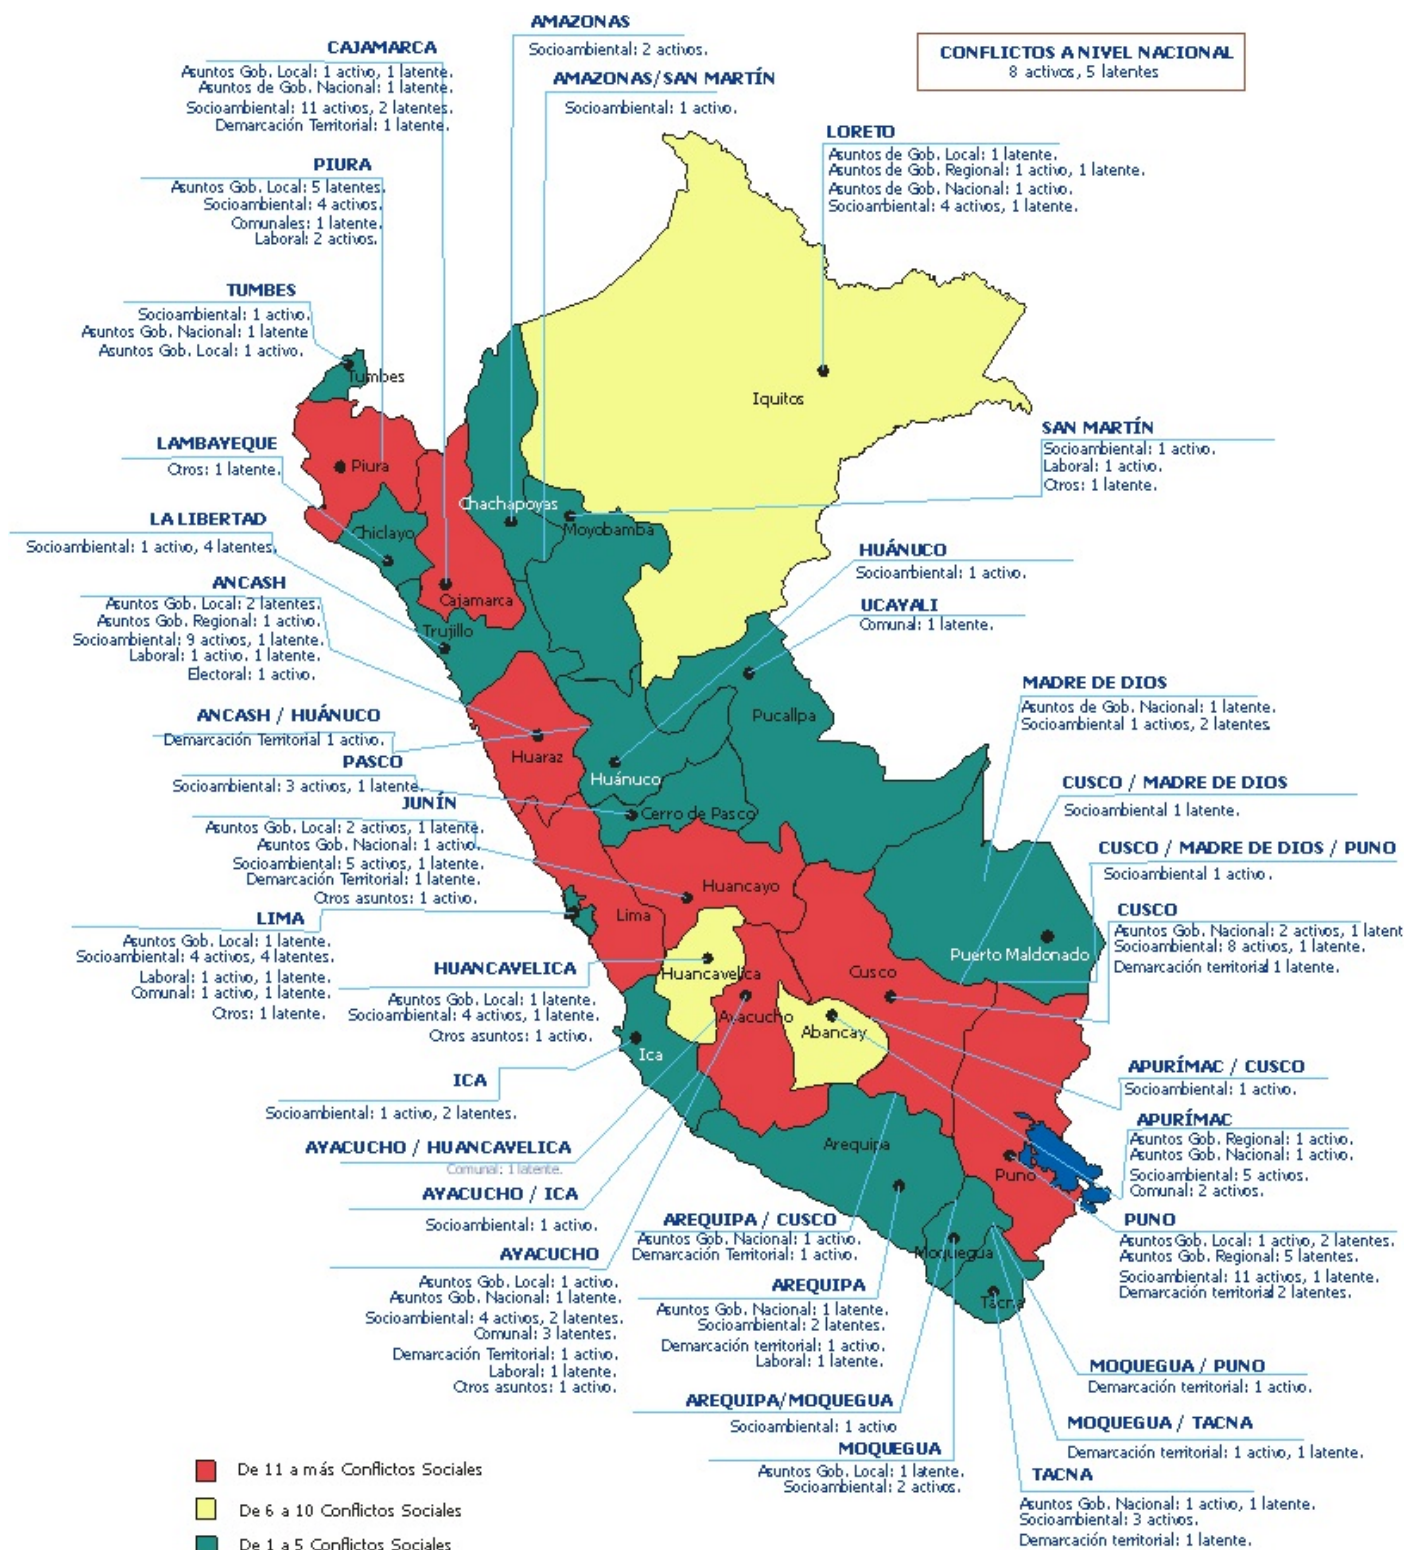 AMAZONAS
Socioambiental: 2 activos.
CAJAMARCA
Asuntos Gob. Local: 1 activo, 1 latente.
Asuntos de Gob. Nacional: 1 latente.
Socioambiental: 11 activos, 2 latentes.
Demarcación Territorial: 1 latente.
AMAZONAS/SAN MARTÍN
Socioambiental: 1 activo.
CONFLICTOS A NIVEL NACIONAL
8 activos, 5 latentes
LORETO
Asuntos de Gob. Local: 1 latente.
Asuntos de Gob. Regional: 1 activo, 1 latente.
Asuntos de Gob. Nacional: 1 activo.
Socioambiental: 4 activos, 1 latente.
PIURA
Asuntos Gob. Local: 5 latentes.
Socioambiental: 4 activos.
Comunales: 1 latente.
Laboral: 2 activos.
TUMBES
Socioambiental: 1 activo.
Asuntos Gob. Nacional: 1 latente
Asuntos Gob. Local: 1 activo.
Tumbes
Iquitos
LAMBAYEQUE
Otros: 1 latente.
Piura
SAN MARTÍN
Socioambiental: 1 activo.
Laboral: 1 activo.
Otros: 1 latente.
Chachapoyas
Moyobamba
Chiclayo
LA LIBERTAD
Socioambiental: 1 activo, 4 latentes.
HUÁNUCO
Socioambiental: 1 activo.
ANCASH
Asuntos Gob. Local: 2 latentes.
Asuntos Gob. Regional: 1 activo.
Socioambiental: 9 activos, 1 latente.
Laboral: 1 activo. 1 latente.
Electoral: 1 activo.
Cajamarca
Trujillo
UCAYALI
Comunal: 1 latente.
MADRE DE DIOS
Asuntos de Gob. Nacional: 1 latente.
Socioambiental 1 activos, 2 latentes.
ANCASH / HUÁNUCO
Demarcación Territorial 1 activo.
Pucallpa
Huaraz
Huánuco
PASCO
Socioambiental: 3 activos, 1 latente.
CUSCO / MADRE DE DIOS
Socioambiental 1 latente.
JUNÍN
Asuntos Gob. Local: 2 activos, 1 latente.
Asuntos Gob. Nacional: 1 activo.
Socioambiental: 5 activos, 1 latente.
Demarcación Territorial: 1 latente.
Otros asuntos: 1 activo.
Cerro de Pasco
CUSCO / MADRE DE DIOS / PUNO
Socioambiental 1 activo.
Huancayo
Lima
CUSCO
Asuntos Gob. Nacional: 2 activos, 1 latent
Socioambiental: 8 activos, 1 latente.
Demarcación territorial 1 latente.
LIMA
Asuntos Gob. Local: 1 latente.
Socioambiental: 4 activos, 4 latentes.
Laboral: 1 activo, 1 latente.
Comunal: 1 activo, 1 latente.
Otros: 1 latente.
Puerto Maldonado
HUANCAVELICA
Asuntos Gob. Local: 1 latente.
Socioambiental: 4 activos, 1 latente.
Otros asuntos: 1 activo.
Huancavelica
Cusco
Ayacucho
Abancay
Ica
ICA
Socioambiental: 1 activo, 2 latentes.
APURÍMAC / CUSCO
Socioambiental: 1 activo.
APURÍMAC
Asuntos Gob. Regional: 1 activo.
Asuntos Gob. Nacional: 1 activo.
Socioambiental: 5 activos.
Comunal: 2 activos.
AYACUCHO / HUANCAVELICA
Comunal: 1 latente.
Arequipa
Puno
AYACUCHO / ICA
Socioambiental: 1 activo.
AREQUIPA / CUSCO
Asuntos Gob. Nacional: 1 activo.
Demarcación Territorial: 1 activo.
PUNO
Asuntos Gob. Local: 1 activo, 2 latentes.
Asuntos Gob. Regional: 5 latentes.
Socioambiental: 11 activos, 1 latente.
Demarcación territorial 2 latentes.
AYACUCHO
Asuntos Gob. Local: 1 activo.
Asuntos Gob. Nacional: 1 latente.
Socioambiental: 4 activos, 2 latentes.
Comunal: 3 latentes.
Demarcación Territorial: 1 activo.
Laboral: 1 latente.
Otros asuntos: 1 activo.
Moquegua
Tacna
AREQUIPA
Asuntos Gob. Nacional: 1 latente.
Socioambiental: 2 latentes.
Demarcación territorial: 1 activo.
Laboral: 1 latente.
MOQUEGUA / PUNO
Demarcación territorial: 1 activo.
AREQUIPA/MOQUEGUA
Socioambiental: 1 activo
MOQUEGUA / TACNA
Demarcación territorial: 1 activo, 1 latente.
MOQUEGUA
Asuntos Gob. Local: 1 latente.
Socioambiental: 2 activos.
TACNA
Asuntos Gob. Nacional: 1 activo, 1 latente.
Socioambiental: 3 activos.
Demarcación territorial: 1 latente.
De 11 a más Conflictos Sociales
De 6 a 10 Conflictos Sociales
De 1 a 5 Conflictos Sociales